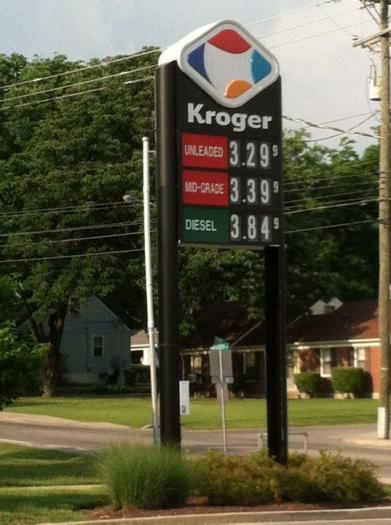 Kroger
UNLEADED 3.29 9
MID-GRADE 3.39 9
DIESEL 3.84 9